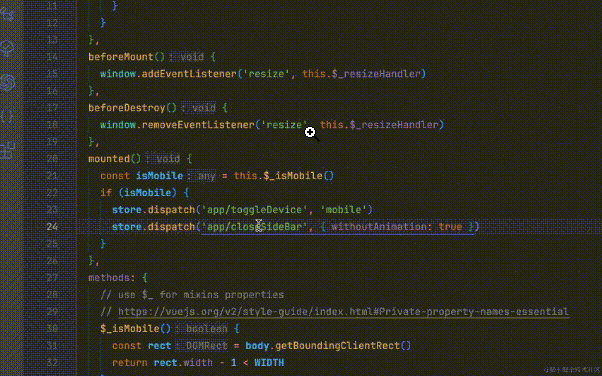 11 }
12 }
13 },
14 beforeMount() : void {
15 window.addEventListener('resize', this.$_resizeHandler)
16 },
17 beforeDestroy() : void {
18 window.removeEventListener('resize', this.$_resizeHandler)
19 },
20 mounted() : void {
21 const isMobile : any = this.$_isMobile()
22 if (isMobile) {
23 store.dispatch('app/toggleDevice', 'mobile')
24 store.dispatch('app/closeSideBar', { withoutAnimation: true })
25 }
26 },
27 methods: {
28 // use $_ for mixins properties
29 // https://vuejs.org/v2/style-guide/index.html#Private-property-names-essential
30 $_isMobile() : boolean {
31 const rect : DOMRect = body.getBoundingClientRect()
32 return rect.width - 1 < WIDTH